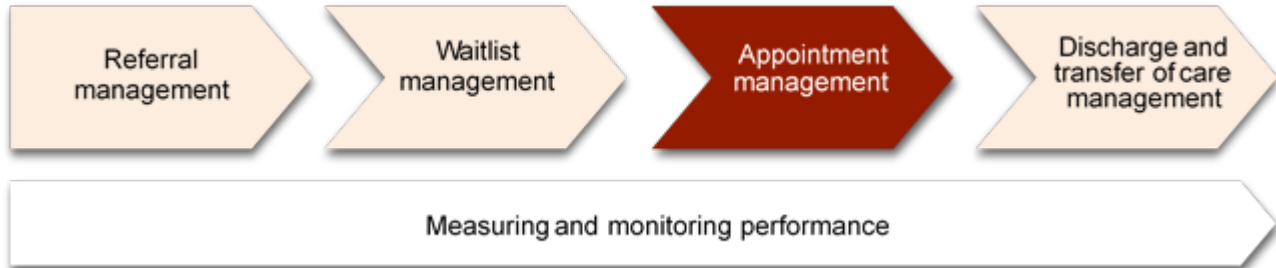 Referral
management
Waitlist
management
Appointment
management
Discharge and
transfer of care
management
Measuring and monitoring performance